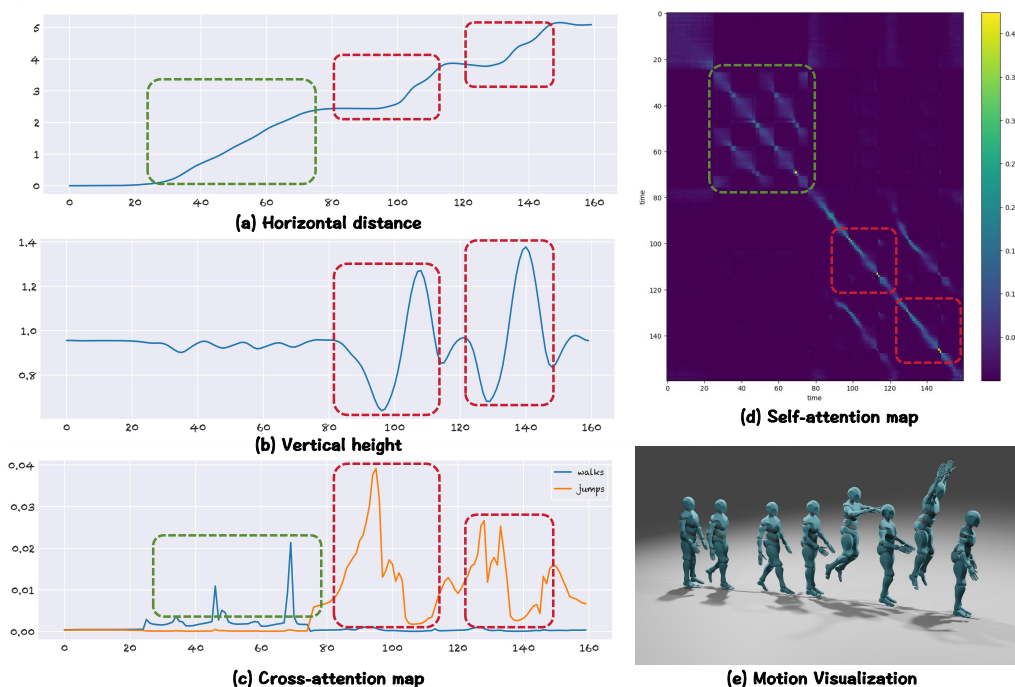 5
4
3
2
1
0
0 20 40 60 80 100 120 140 160
(a) Horizontal distance
1.4
1.2
1.0
0.8
0 20 40 60 80 100 120 140 160
(b) Vertical height
0.04
0.03
0.02
0.01
0.00
walks
jumps
0 20 40 60 80 100 120 140 160
(c) Cross-attention map
0
20
40
60
80
100
120
140
time
0 20 40 60 80 100 120 140
time
0.4
0.3
0.2
0.1
0.0
(d) Self-attention map
(e) Motion Visualization